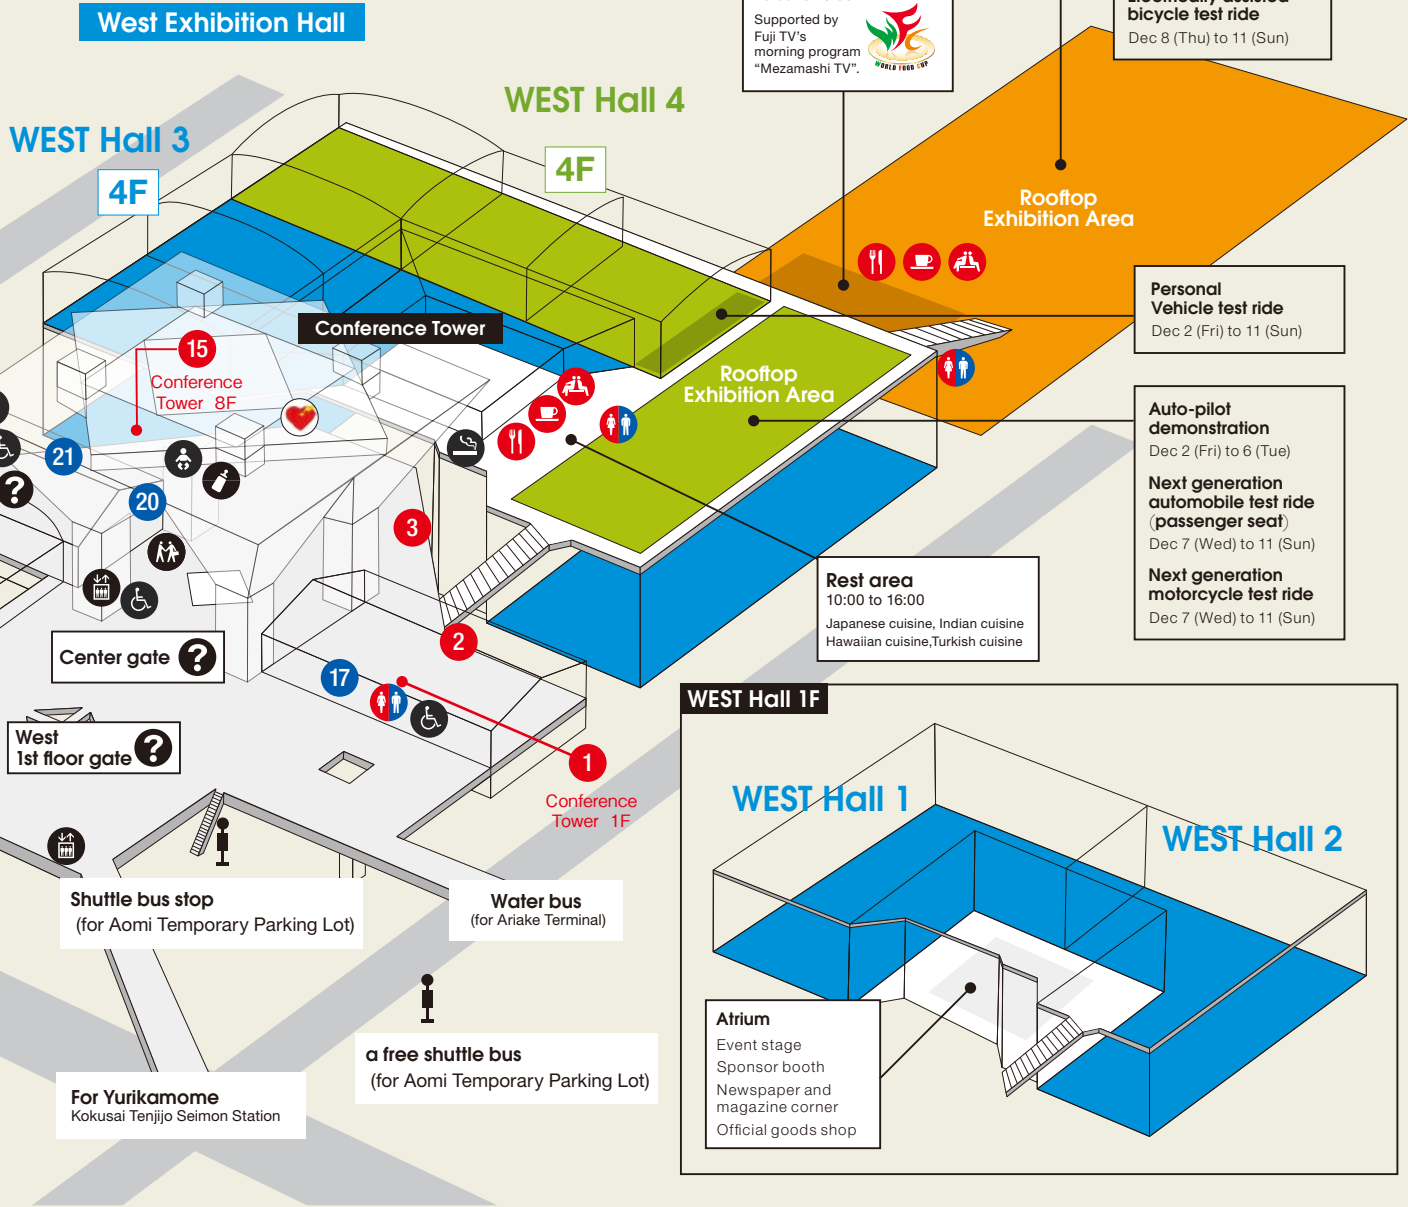 West Exhibition Hall
Supported by
Fuji TV's
morning program
“Mezamashi TV”.
WORLD FOOD CUP
bicycle test ride
Dec 8 (Thu) to 11 (Sun)
WEST Hall 3
4F
WEST Hall 4
4F
Rooftop
Exhibition Area
Personal
Vehicle test ride
Dec 2 (Fri) to 11 (Sun)
Conference Tower
15
Conference
Tower 8F
Rooftop
Exhibition Area
Auto-pilot
demonstration
Dec 2 (Fri) to 6 (Tue)
Next generation
automobile test ride
(passenger seat)
Dec 7 (Wed) to 11 (Sun)
Next generation
motorcycle test ride
Dec 7 (Wed) to 11 (Sun)
21
?
20
3
Rest area
10:00 to 16:00
Japanese cuisine, Indian cuisine
Hawaiian cuisine,Turkish cuisine
2
Center gate ?
17
West
1st floor gate ?
1
Conference
Tower 1F
WEST Hall 1F
WEST Hall 1
WEST Hall 2
Shuttle bus stop
(for Aomi Temporary Parking Lot)
Water bus
(for Ariake Terminal)
a free shuttle bus
(for Aomi Temporary Parking Lot)
For Yurikamome
Kokusai Tenjijo Seimon Station
Atrium
Event stage
Sponsor booth
Newspaper and
magazine corner
Official goods shop